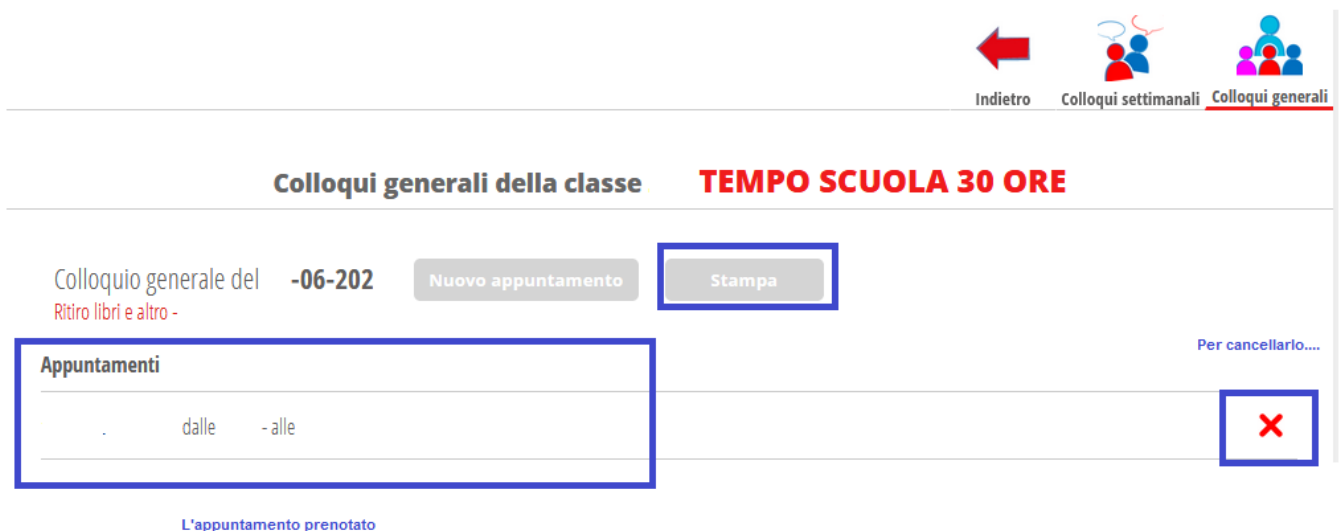 Indietro Colloqui settimanali Colloqui generali
Colloqui generali della classe TEMPO SCUOLA 30 ORE
Colloquio generale del -06-202 Nuovo appuntamento Stampa
Ritiro libri e altro -
Per cancellarlo....
Appuntamenti
. dalle - alle
L'appuntamento prenotato